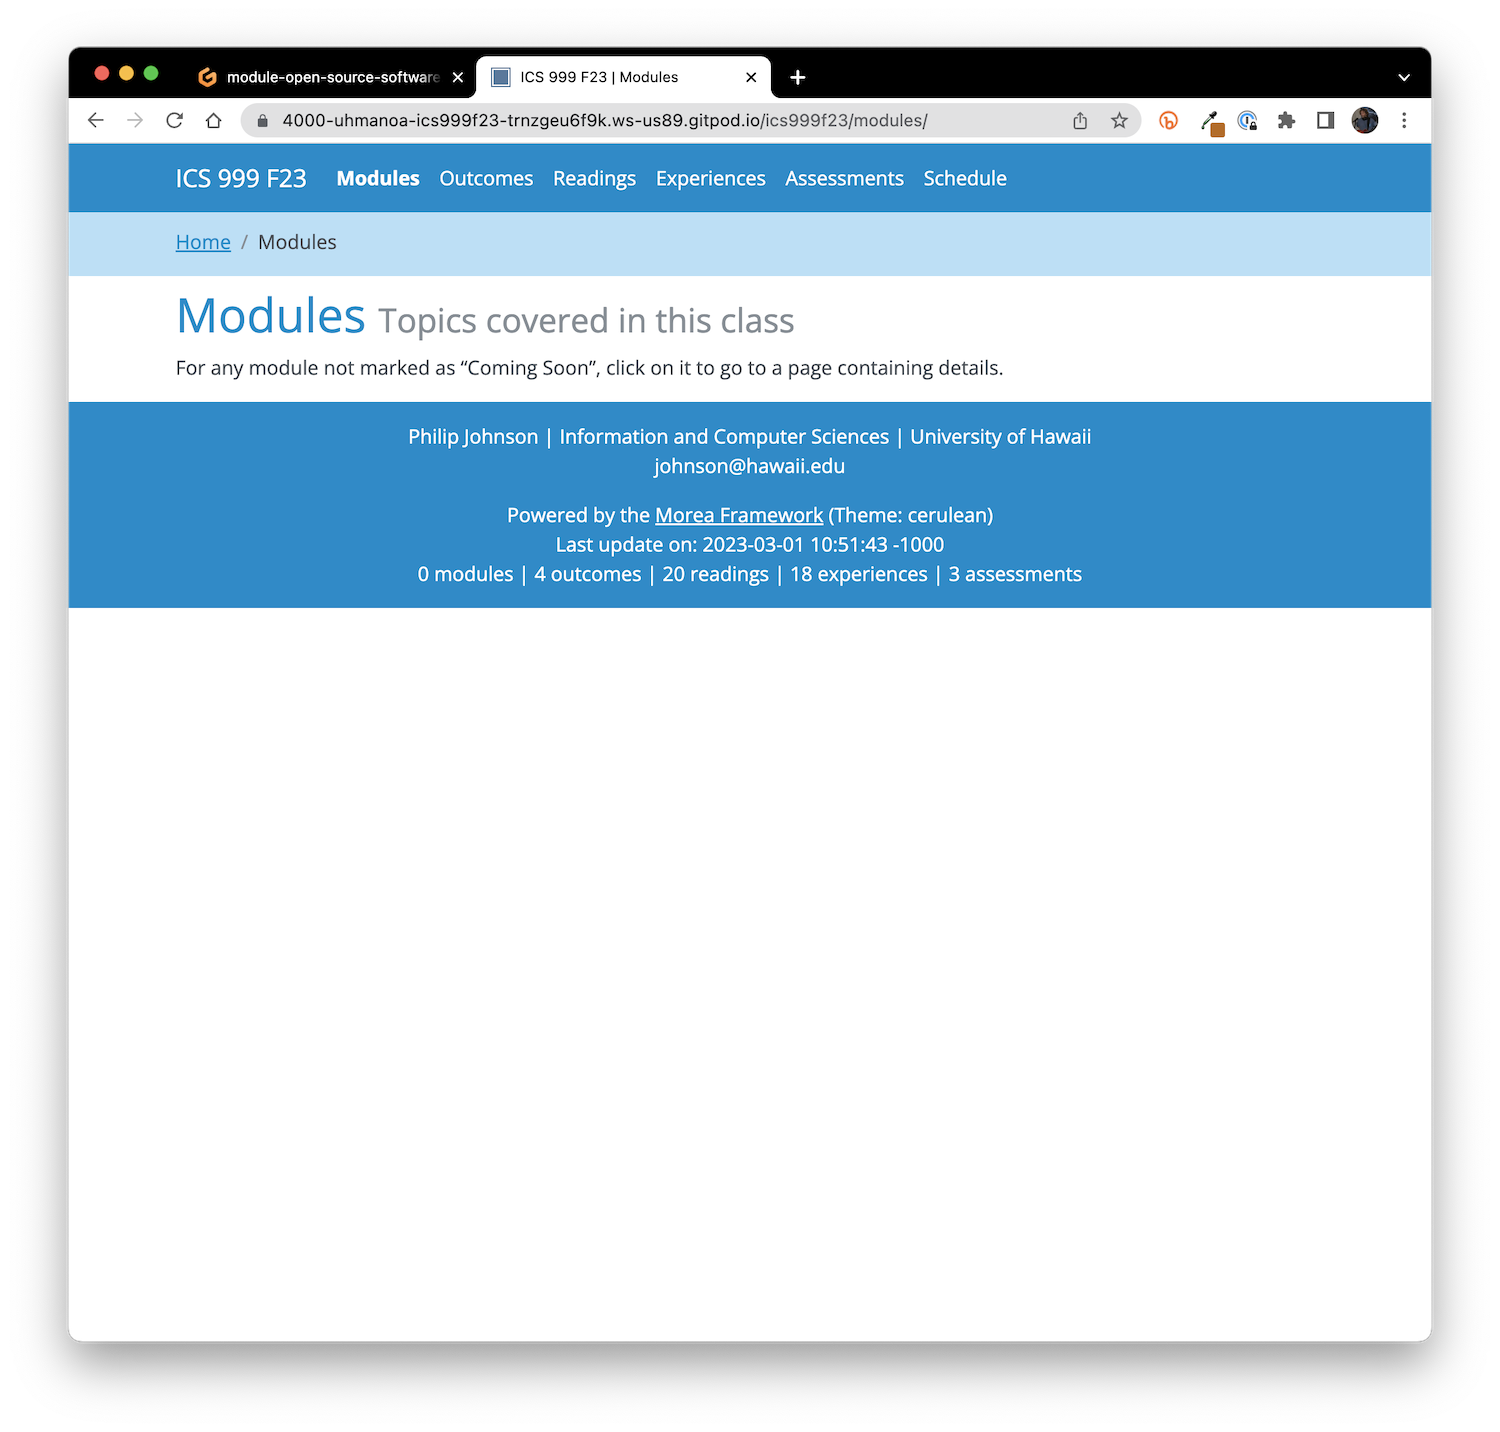 module-open-source-software
ICS 999 F23 | Modules
4000-uhmanoa-ics999f23-trnzgeu6f9k.ws-us89.gitpod.io/ics999f23/modules/
ICS 999 F23 Modules Outcomes Readings Experiences Assessments Schedule
Home / Modules
Modules Topics covered in this class
For any module not marked as “Coming Soon”, click on it to go to a page containing details.
Philip Johnson | Information and Computer Sciences | University of Hawaii
johnson@hawaii.edu
Powered by the Morea Framework (Theme: cerulean)
Last update on: 2023-03-01 10:51:43 -1000
0 modules | 4 outcomes | 20 readings | 18 experiences | 3 assessments